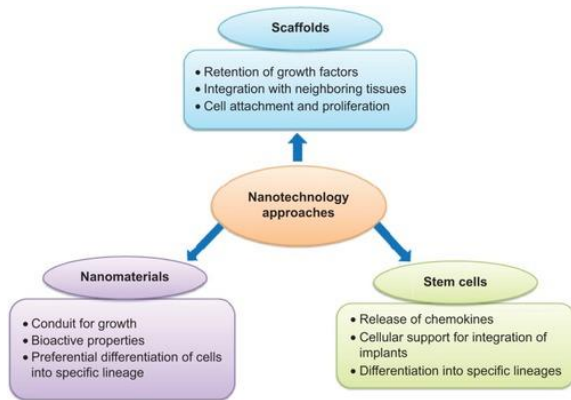 Scaffolds
• Retention of growth factors
• Integration with neighboring tissues
• Cell attachment and proliferation
Nanotechnology
approaches
Nanomaterials
• Conduit for growth
• Bioactive properties
• Preferential differentiation of cells
into specific lineage
Stem cells
• Release of chemokines
• Cellular support for integration of
implants
• Differentiation into specific lineages